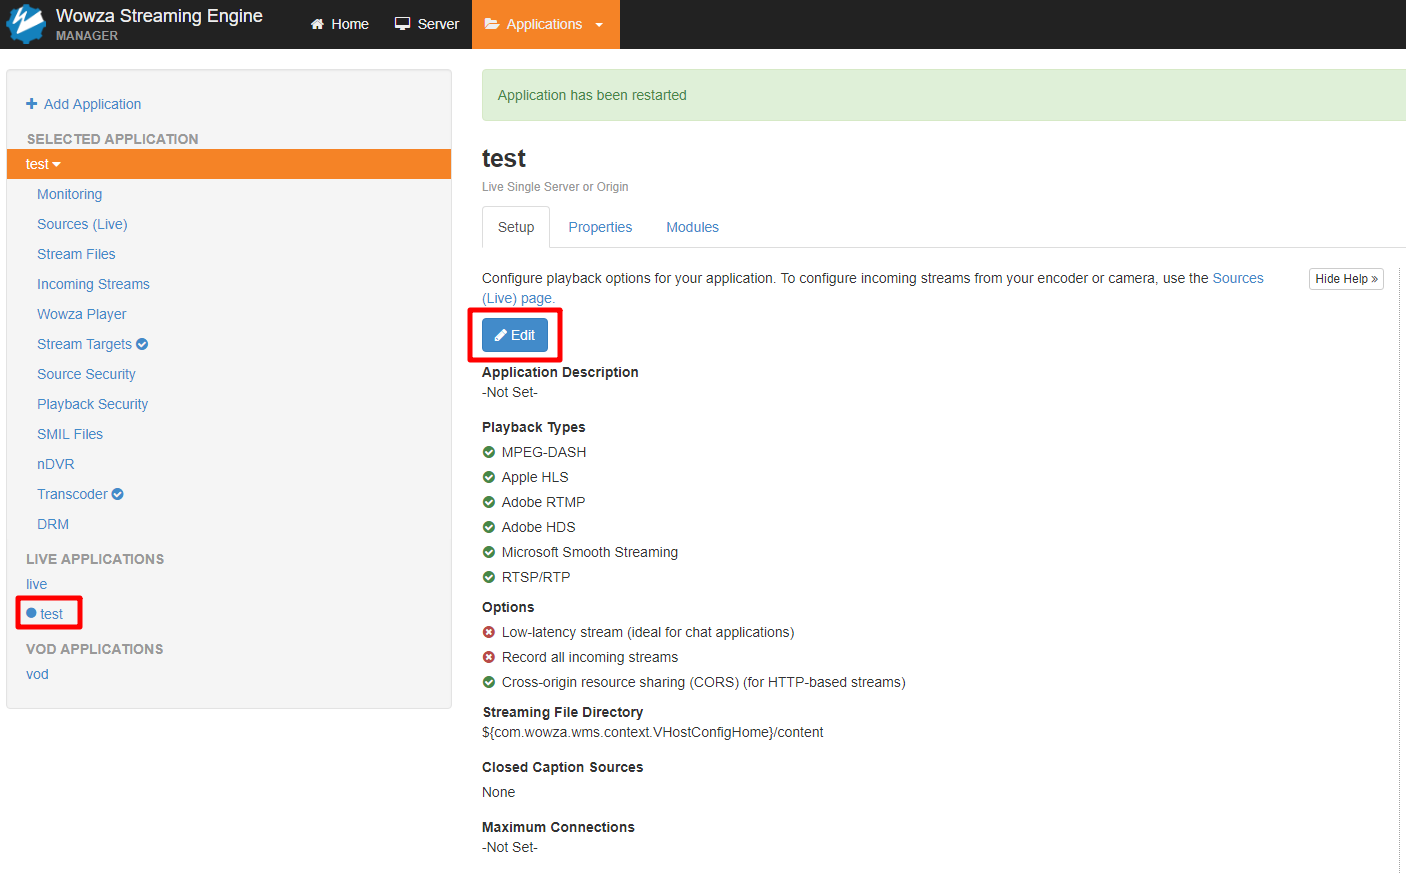 Wowza Streaming Engine
MANAGER
Home
Server
Applications
Add Application
SELECTED APPLICATION
test
Monitoring
Sources (Live)
Stream Files
Incoming Streams
Wowza Player
Stream Targets
Source Security
Playback Security
SMIL Files
nDVR
Transcoder
DRM
LIVE APPLICATIONS
live
test
VOD APPLICATIONS
vod
Application has been restarted
test
Live Single Server or Origin
Setup
Properties
Modules
Configure playback options for your application. To configure incoming streams from your encoder or camera, use the Sources
(Live) page.
Hide Help »
Edit
Application Description
-Not Set-
Playback Types
MPEG-DASH
Apple HLS
Adobe RTMP
Adobe HDS
Microsoft Smooth Streaming
RTSP/RTP
Options
Low-latency stream (ideal for chat applications)
Record all incoming streams
Cross-origin resource sharing (CORS) (for HTTP-based streams)
Streaming File Directory
${com.wowza.wms.context.VHostConfigHome}/content
Closed Caption Sources
None
Maximum Connections
-Not Set-